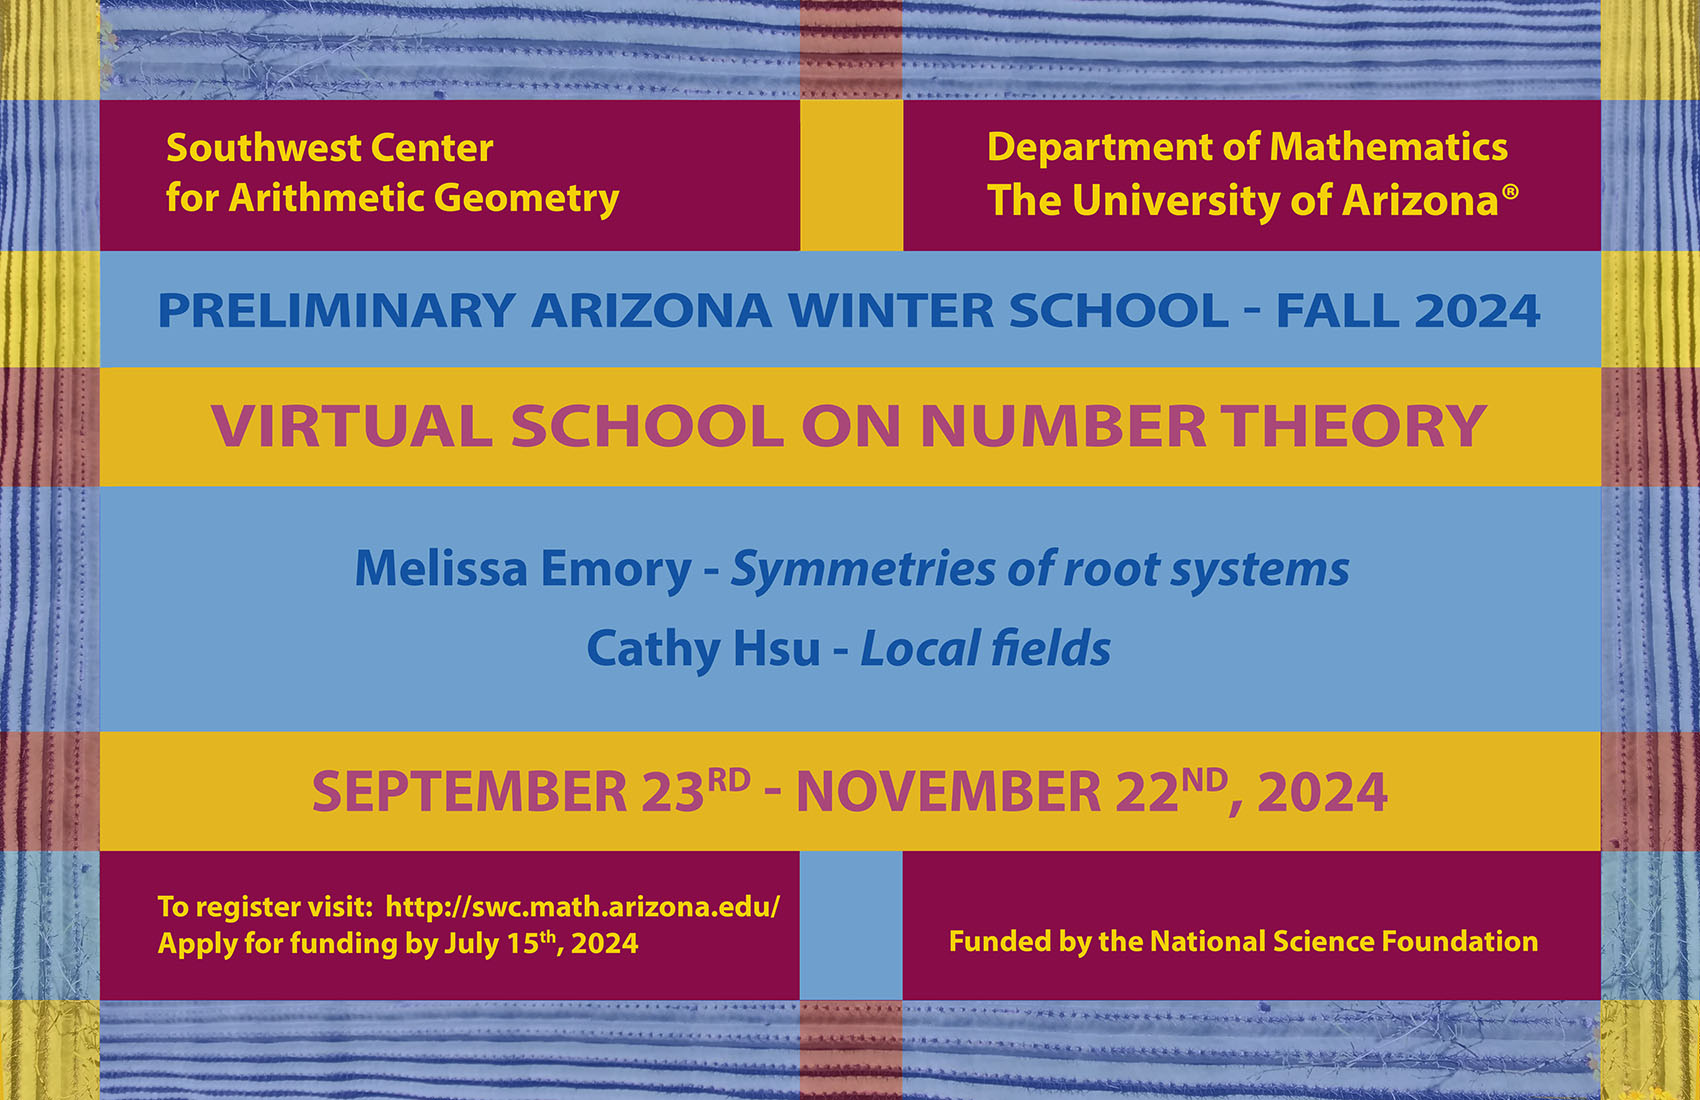 Southwest Center
for Arithmetic Geometry
Department of Mathematics
The University of Arizona®
PRELIMINARY ARIZONA WINTER SCHOOL - FALL 2024
VIRTUAL SCHOOL ON NUMBER THEORY
Melissa Emory - Symmetries of root systems
Cathy Hsu - Local fields
SEPTEMBER 23RD - NOVEMBER 22ND, 2024
To register visit: http://swc.math.arizona.edu/
Apply for funding by July 15th, 2024
Funded by the National Science Foundation